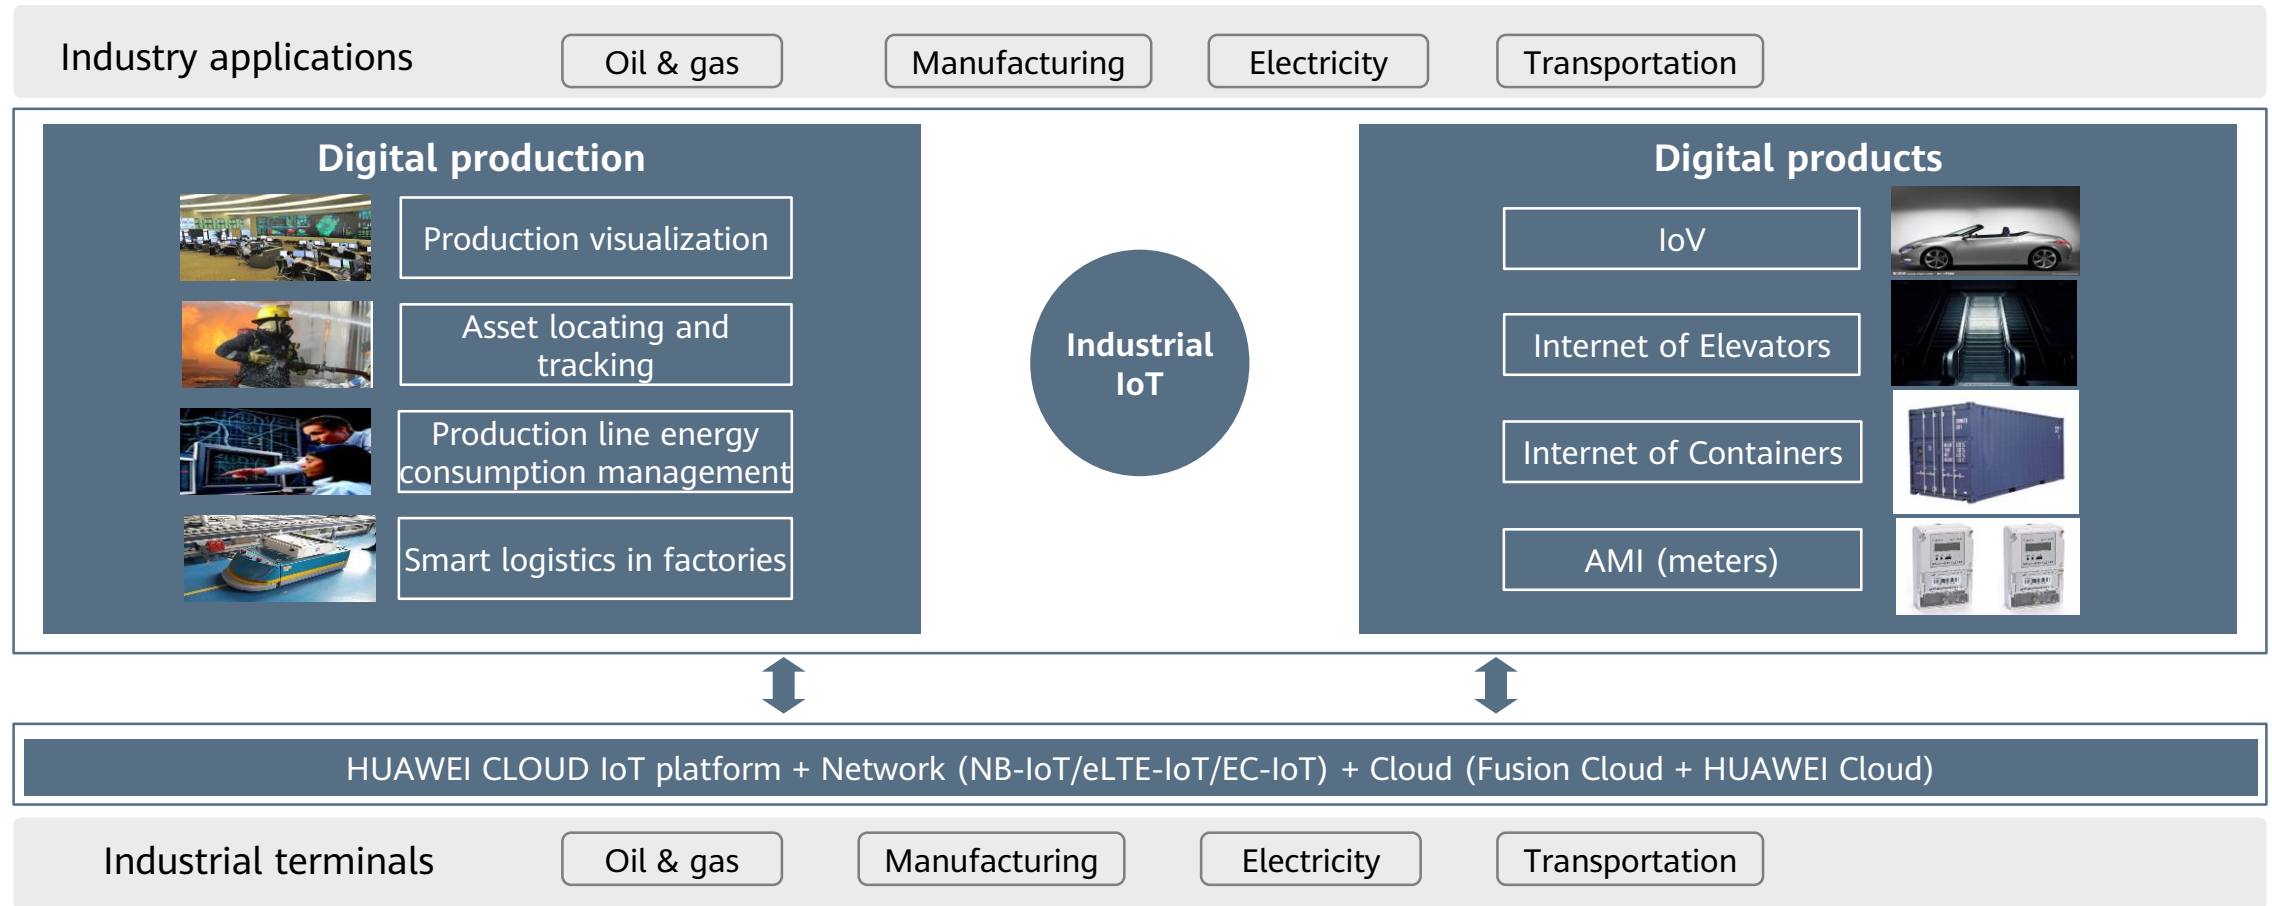 Industry applications
Oil & gas
Manufacturing
Electricity
Transportation
Digital production
Production visualization
Asset locating and
tracking
Production line energy
consumption management
Smart logistics in factories
Industrial
IoT
Digital products
IoV
Internet of Elevators
Internet of Containers
AMI (meters)
HUAWEI CLOUD IoT platform + Network (NB-IoT/eLTE-IoT/EC-IoT) + Cloud (Fusion Cloud + HUAWEI Cloud)
Industrial terminals
Oil & gas
Manufacturing
Electricity
Transportation